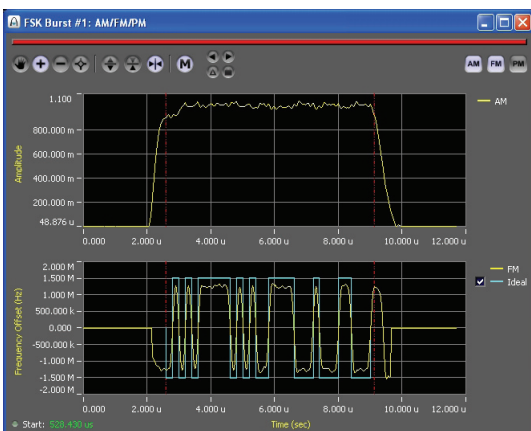 FSK Burst #1: AM/FM/PM
M
AM FM PM
1.100
800.000 m
600.000 m
400.000 m
200.000 m
48.876 u
Amplitude
0.000 2.000 u 4.000 u 6.000 u 8.000 u 10.000 u 12.000 u
AM
2.000 M
1.500 M
1.000 M
500.000 k
0.000
-500.000 k
-1.000 M
-1.500 M
-2.000 M
Frequency Offset (Hz)
0.000 2.000 u 4.000 u 6.000 u 8.000 u 10.000 u 12.000 u
Time (sec)
FM
Ideal
Start: 528.430 us